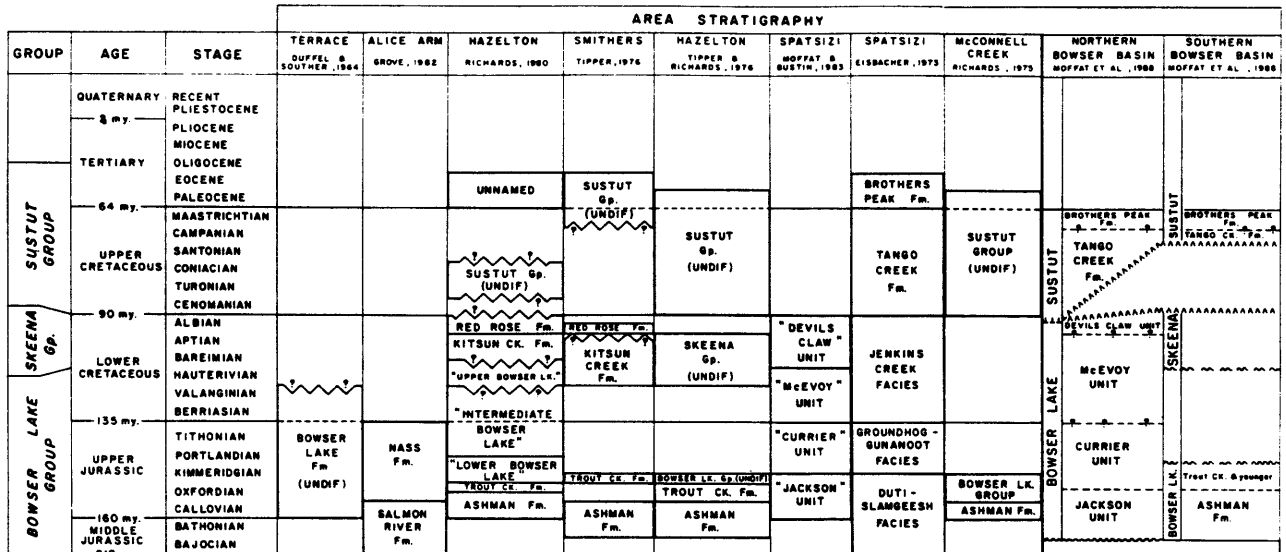 AREA STRATIGRAPHY
GROUP
AGE
STAGE
TERRACE
DUFFEL &
SOUTHER, 1964
ALICE ARM
GROVE, 1982
HAZELTON
RICHARDS, 1980
SMITHERS
TIPPER, 1976
HAZELTON
TIPPER &
RICHARDS, 1976
SPATSIZI
MOFFAT &
BUSTIN, 1983
SPATSIZI
EISBACHER, 1973
McCONNELL
CREEK
RICHARDS, 1975
NORTHERN
BOWSER BASIN
MOFFAT ET AL., 1988
SOUTHERN
BOWSER BASIN
MOFFAT ET AL., 1988
SUSTUT
GROUP
SKEENA
Gp.
BOWSER LAKE
GROUP
QUATERNARY
2 my.
TERTIARY
64 my.
UPPER
CRETACEOUS
90 my.
LOWER
CRETACEOUS
135 my.
UPPER
JURASSIC
160 my.
MIDDLE
JURASSIC
RECENT
PLIESTOCENE
PLIOCENE
MIOCENE
OLIGOCENE
EOCENE
PALEOCENE
MAASTRICHTIAN
CAMPANIAN
SANTONIAN
CONIACIAN
TURONIAN
CENOMANIAN
ALBIAN
APTIAN
BAREIMIAN
HAUTERIVIAN
VALANGINIAN
BERRIASIAN
TITHONIAN
PORTLANDIAN
KIMMERIDGIAN
OXFORDIAN
CALLOVIAN
BATHONIAN
BAJOCIAN
? ?
BOWSER
LAKE
Fm
(UNDIF)
NASS
Fm.
SALMON
RIVER
Fm.
UNNAMED
? ?
SUSTUT Gp.
(UNDIF)
?
?
RED ROSE Fm.
KITSUN CK. Fm.
? ?
"UPPER BOWSER LK."
? ?
"INTERMEDIATE
BOWSER
LAKE"
"LOWER BOWSER
LAKE"
TROUT CK. Fm.
ASHMAN Fm.
SUSTUT
Gp.
(UNDIF)
? ?
RED ROSE Fm.
? ?
KITSUN
CREEK
Fm.
TROUT CK. Fm.
ASHMAN
Fm.
SUSTUT
Gp.
(UNDIF)
SKEENA
Gp.
(UNDIF)
BOWSER LK. Gp. (UNDIF)
TROUT CK. Fm.
ASHMAN
Fm.
"DEVILS
CLAW"
UNIT
"McEVOY"
UNIT
"CURRIER"
UNIT
"JACKSON"
UNIT
BROTHERS
PEAK Fm.
TANGO
CREEK
Fm.
JENKINS
CREEK
FACIES
GROUNDHOG -
GUNANOOT
FACIES
DUTI -
SLAMGEESH
FACIES
SUSTUT
GROUP
(UNDIF)
BOWSER LK.
GROUP
ASHMAN Fm.
SUSTUT
BOWSER LAKE
BROTHERS PEAK
Fm.
TANGO
CREEK
Fm.
DEVILS CLAW UNIT
McEVOY
UNIT
CURRIER
UNIT
JACKSON
UNIT
SUSTUT
SKEENA
BOWSER LK.
BROTHERS PEAK
Fm.
TANGO CK. Fm.
Trout CK. & younger
ASHMAN
Fm.